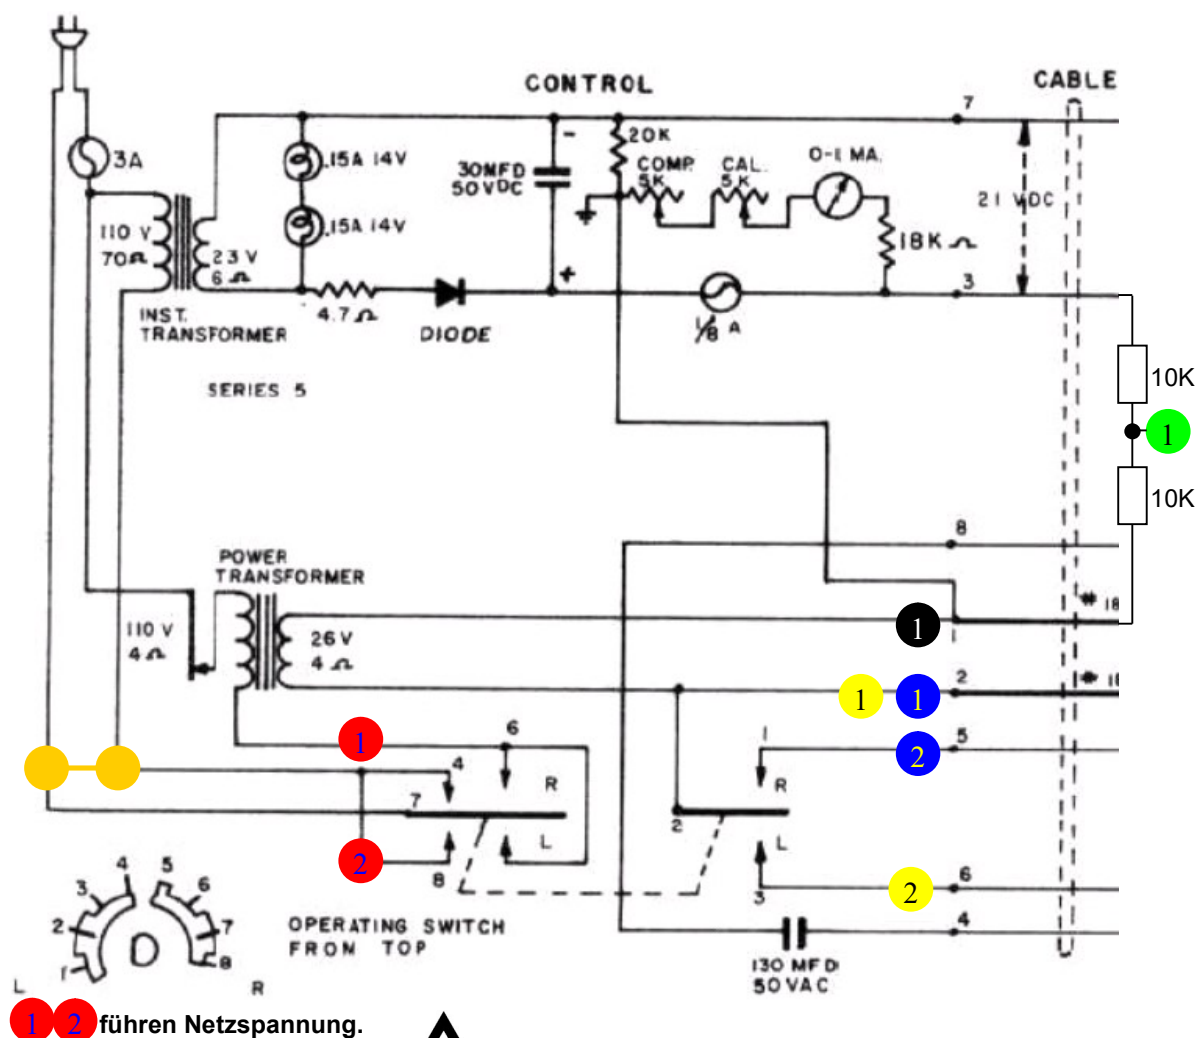 CONTROL
CABLE
7
3A
.15A 14V
20K
30MFD
50VDC
COMP.
5K
CAL.
5K
0-1 MA.
.15A 14V
21 VDC
110 V
70Ω
23 V
6 Ω
18K Ω
-
+
3
4.7 Ω
DIODE
1/8 A
INST.
TRANSFORMER
SERIES 5
10K
1
10K
8
POWER
TRANSFORMER
# 18
110 V
4Ω
26 V
4 Ω
1
1
2
1
1
1
6
1
5
2
4
R
R
7
2
L
L
2
8
3
2
6
4
4
5
3
6
2
7
1
8
D
L
R
OPERATING SWITCH
FROM TOP
130 MFD
50 VAC
1 2 führen Netzspannung.